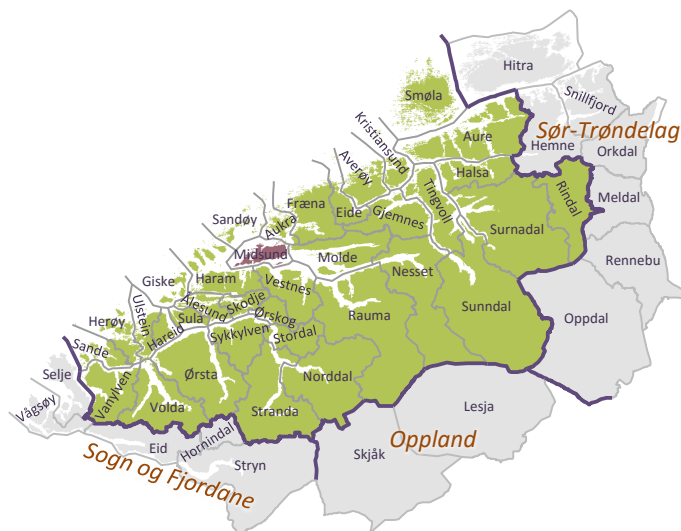 Hitra
Smøla
Snillfjord
Sør-Trøndelag
Kristiansund
Aure
Hemne
Orkdal
Averøy
Halsa
Rindal
Meldal
Tingvoll
Fræna
Eide
Gjemnes
Sandøy
Aukra
Surnadal
Midsund
Molde
Nesset
Rennebu
Giske
Haram
Vestnes
Ulstein
Ålesund
Skodje
Rauma
Sunndal
Oppdal
Herøy
Hareid
Sula
Ørskog
Sykkylven
Stordal
Sande
Selje
Vanylven
Ørsta
Norddal
Vågsøy
Volda
Stranda
Lesja
Eid
Hornindal
Oppland
Skjåk
Stryn
Sogn og Fjordane